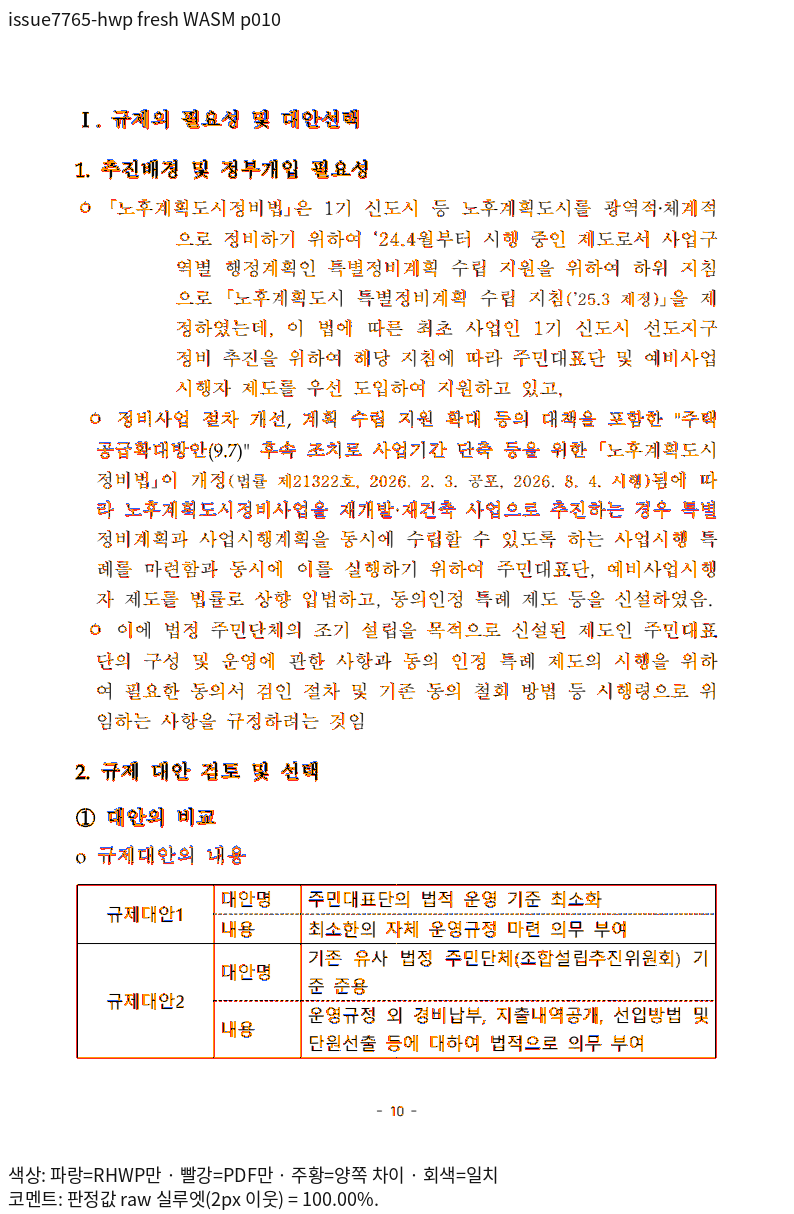 issue7765-hwp fresh WASM p010
Ⅰ. 규제의 필요성 및 대안선택
1. 추진배경 및 정부개입 필요성
ㅇ 「노후계획도시정비법」은 1기 신도시 등 노후계획도시를 광역적·체계적
으로 정비하기 위하여 ‘24.4월부터 시행 중인 제도로서 사업구
역별 행정계획인 특별정비계획 수립 지원을 위하여 하위 지침
으로 「노후계획도시 특별정비계획 수립 지침(’25.3 제정)」을 제
정하였는데, 이 법에 따른 최초 사업인 1기 신도시 선도지구
정비 추진을 위하여 해당 지침에 따라 주민대표단 및 예비사업
시행자 제도를 우선 도입하여 지원하고 있고,
ㅇ 정비사업 절차 개선, 계획 수립 지원 확대 등의 대책을 포함한 "주택
공급확대방안(9.7)" 후속 조치로 사업기간 단축 등을 위한 「노후계획도시
정비법」이 개정(법률 제21322호, 2026. 2. 3. 공포, 2026. 8. 4. 시행)됨에 따
라 노후계획도시정비사업을 재개발·재건축 사업으로 추진하는 경우 특별
정비계획과 사업시행계획을 동시에 수립할 수 있도록 하는 사업시행 특
례를 마련함과 동시에 이를 실행하기 위하여 주민대표단, 예비사업시행
자 제도를 법률로 상향 입법하고, 동의인정 특례 제도 등을 신설하였음.
ㅇ 이에 법정 주민단체의 조기 설립을 목적으로 신설된 제도인 주민대표
단의 구성 및 운영에 관한 사항과 동의 인정 특례 제도의 시행을 위하
여 필요한 동의서 검인 절차 및 기존 동의 철회 방법 등 시행령으로 위
임하는 사항을 규정하려는 것임
2. 규제 대안 검토 및 선택
① 대안의 비교
o 규제대안의 내용
규제대안1
대안명
주민대표단의 법적 운영 기준 최소화
내용
최소한의 자체 운영규정 마련 의무 부여
규제대안2
대안명
기존 유사 법정 주민단체(조합설립추진위원회) 기
준 준용
내용
운영규정 외 경비납부, 지출내역공개, 선임방법 및
단원선출 등에 대하여 법적으로 의무 부여
- 10 -
색상: 파랑=RHWP만 · 빨강=PDF만 · 주황=양쪽 차이 · 회색=일치
코멘트: 판정값 raw 실루엣(2px 이웃) = 100.00%.